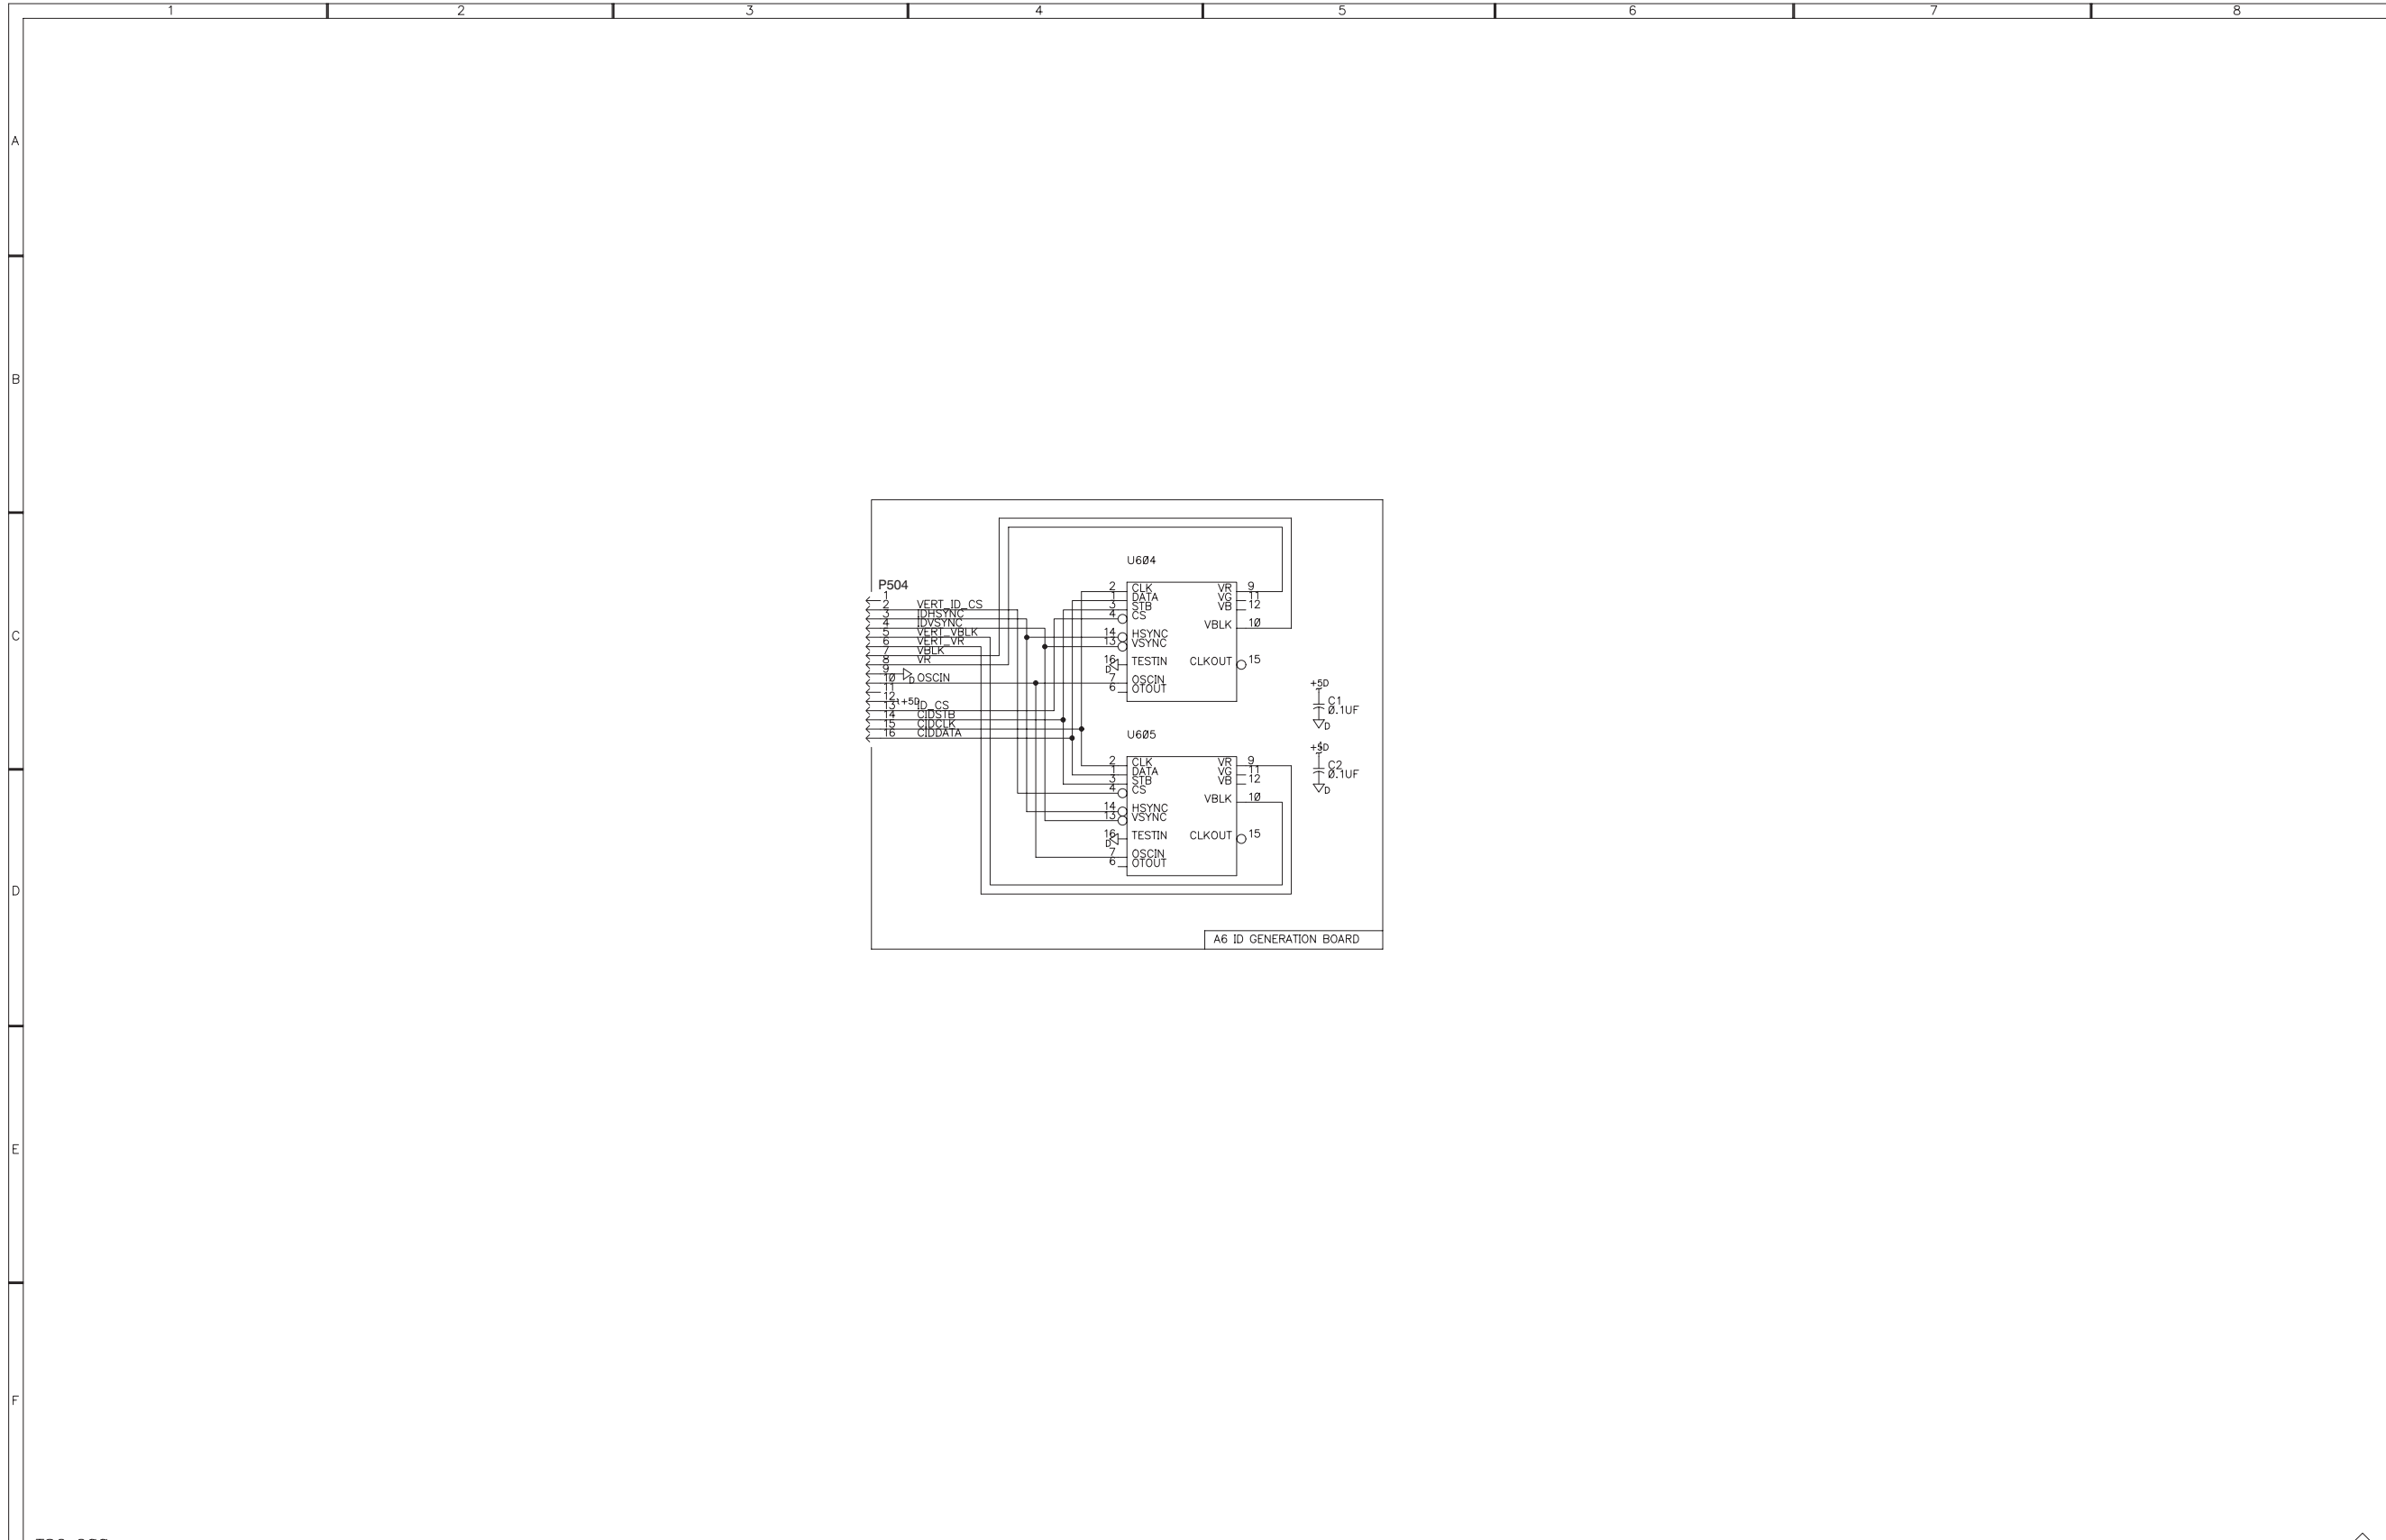 1 2 3 4 5 6 7 8
A
B
C
D
E
F
P504
1
2 VERT_ID_CS
3 IDHSYNC
4 IDVSYNC
5 VERT_VBLK
6 VERT_VR
7 VBLK
8 VR
9 D
10 OSCIN
11
12 +5D
13 ID_CS
14 CIDSTB
15 CIDCLK
16 CIDDATA
U6Ø4
2 CLK VR 9
1 DATA VG 11
3 STB VB 12
4 CS
VBLK 1Ø
14 HSYNC
13 VSYNC
16 D TESTIN CLKOUT 15
7 OSCIN
6 OTOUT
+5D
C1
Ø.1UF
D
U6Ø5
2 CLK VR 9
1 DATA VG 11
3 STB VB 12
4 CS
VBLK 1Ø
14 HSYNC
13 VSYNC
16 D TESTIN CLKOUT 15
7 OSCIN
6 OTOUT
+5D
C2
Ø.1UF
D
A6 ID GENERATION BOARD